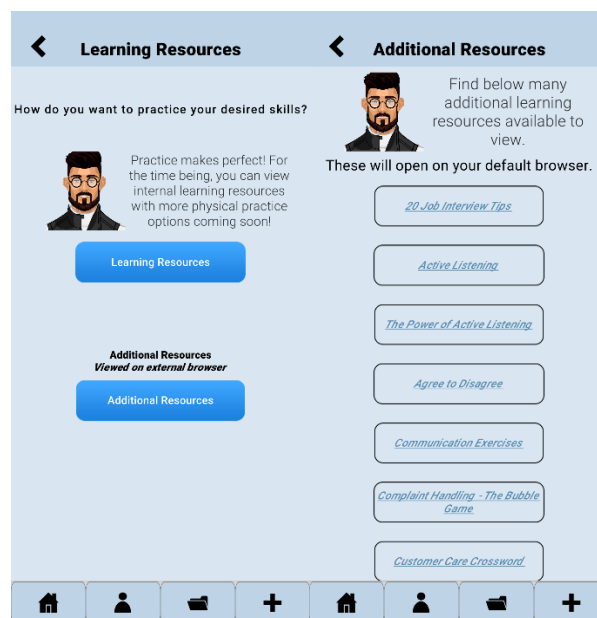 Learning Resources
How do you want to practice your desired skills?
Practice makes perfect! For
the time being, you can view
internal learning resources
with more physical practice
options coming soon!
Learning Resources
Additional Resources
Viewed on external browser
Additional Resources
Additional Resources
Find below many
additional learning
resources available to
view.
These will open on your default browser.
20 Job Interview Tips
Active Listening
The Power of Active Listening
Agree to Disagree
Communication Exercises
Complaint Handling - The Bubble
Game
Customer Care Crossword